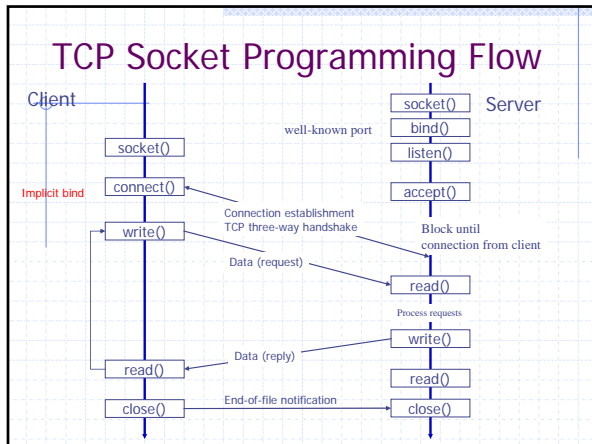 TCP Socket Programming Flow
Client
Server
socket()
well-known port
bind()
socket()
listen()
Implicit bind
connect()
accept()
Connection establishment
TCP three-way handshake
write()
Block until
connection from client
Data (request)
read()
Process requests
write()
Data (reply)
read()
read()
End-of-file notification
close()
close()